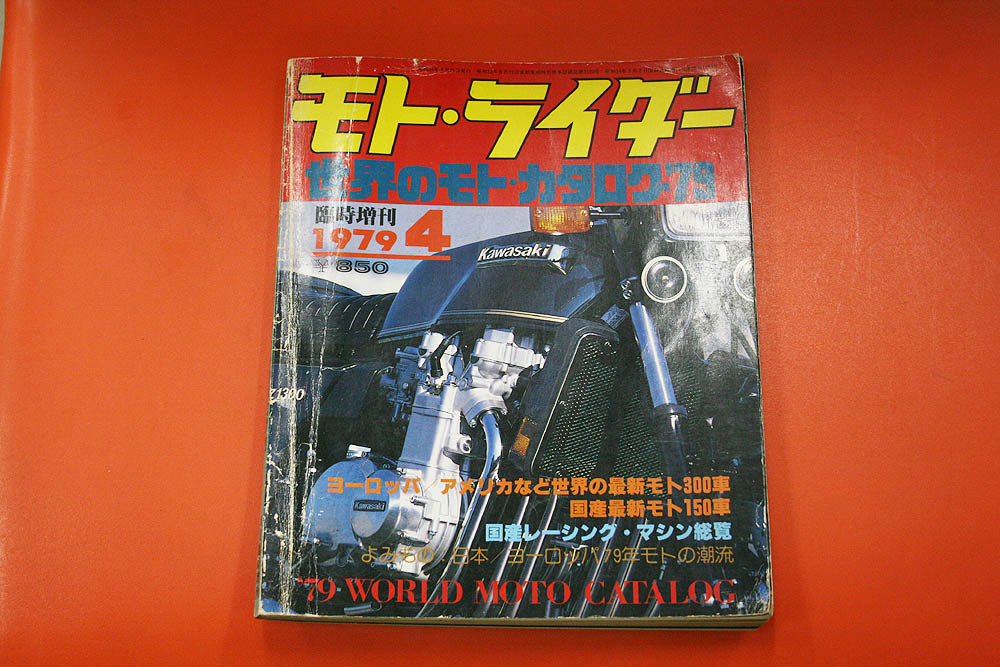 モト・ライダー
世界のモト・カタログ'79
臨時増刊
1979 4
¥850
Kawasaki
Z1300
ヨーロッパ/アメリカなど世界の最新モト300車
国産最新モト150車
Kawasaki
国産レーシング・マシン総覧
よみもの/日本/ヨーロッパ'79年モトの潮流
'79 WORLD MOTO CATALOG